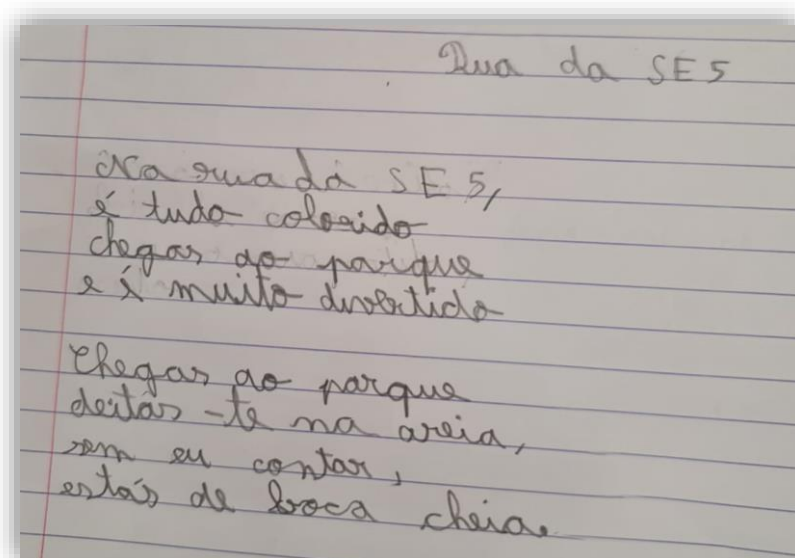 Rua da SE5
Na rua da SE5,
é tudo colorido
chegas ao parque
e é muito divertido
Chegas ao parque
deitas-te na areia,
sem eu contar,
estás de boca cheia.